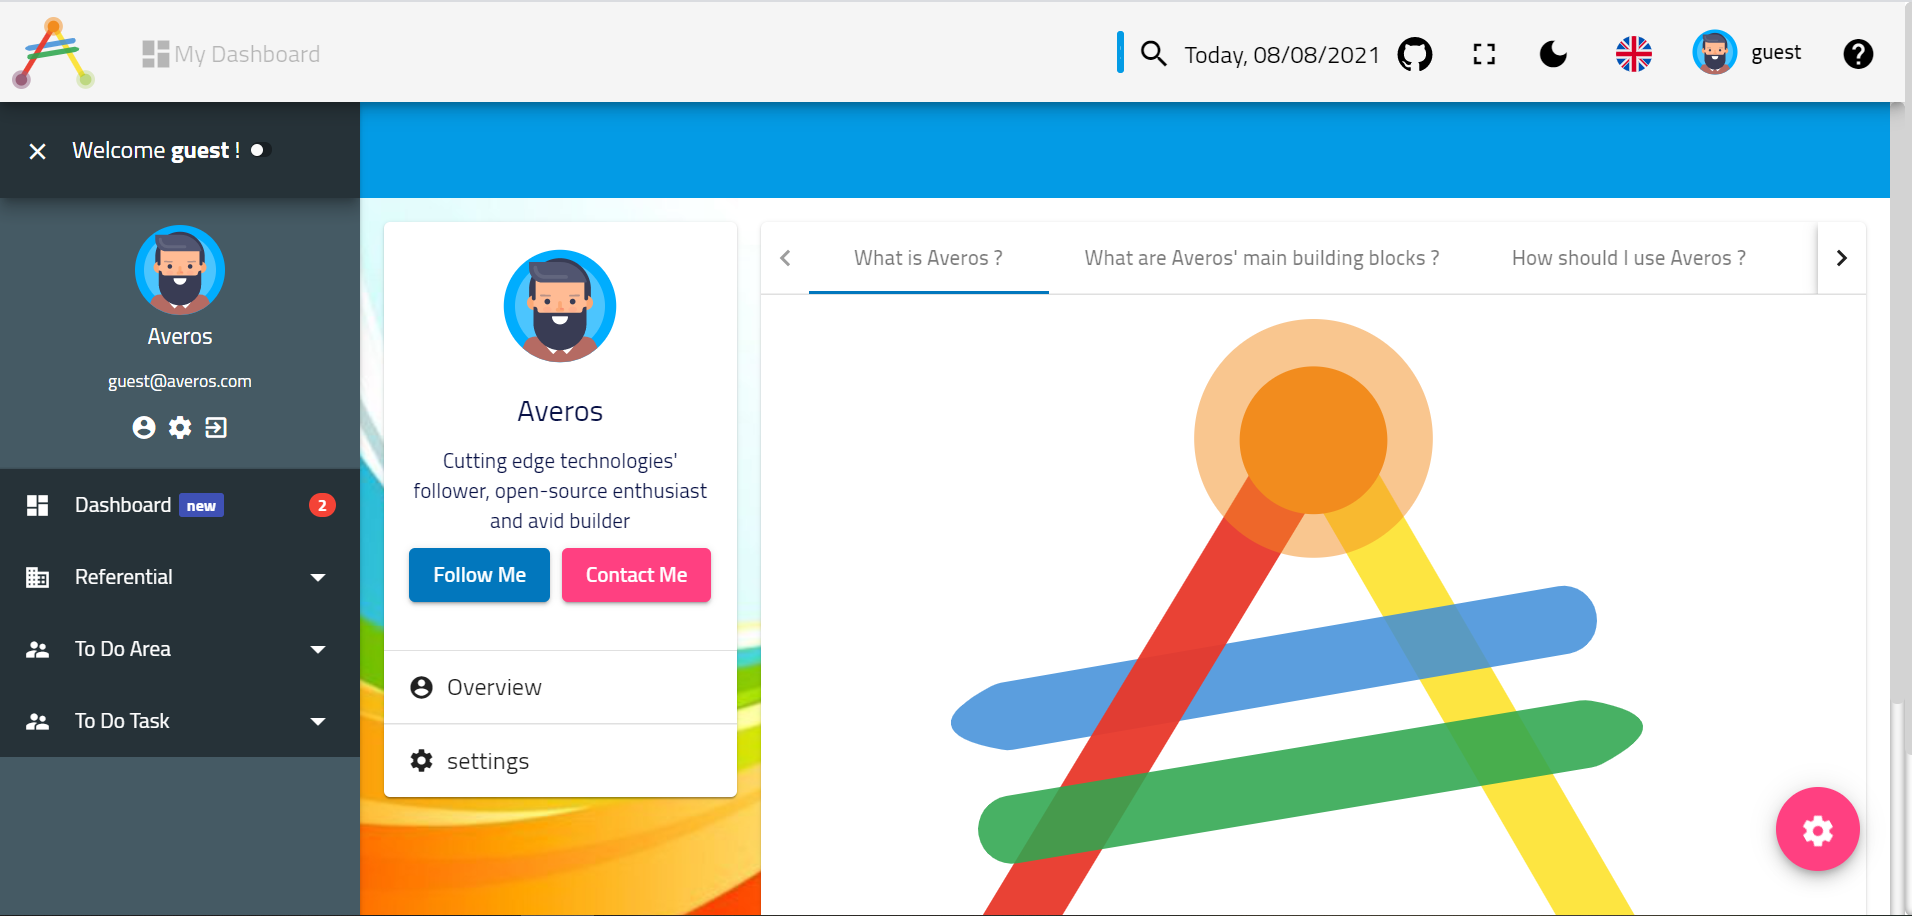 My Dashboard
Today, 08/08/2021
guest
Welcome guest !
Averos
guest@averos.com
Dashboard new 2
Referential
To Do Area
To Do Task
Averos
Cutting edge technologies'
follower, open-source enthusiast
and avid builder
Follow Me Contact Me
Overview
settings
What is Averos ? What are Averos' main building blocks ? How should I use Averos ?